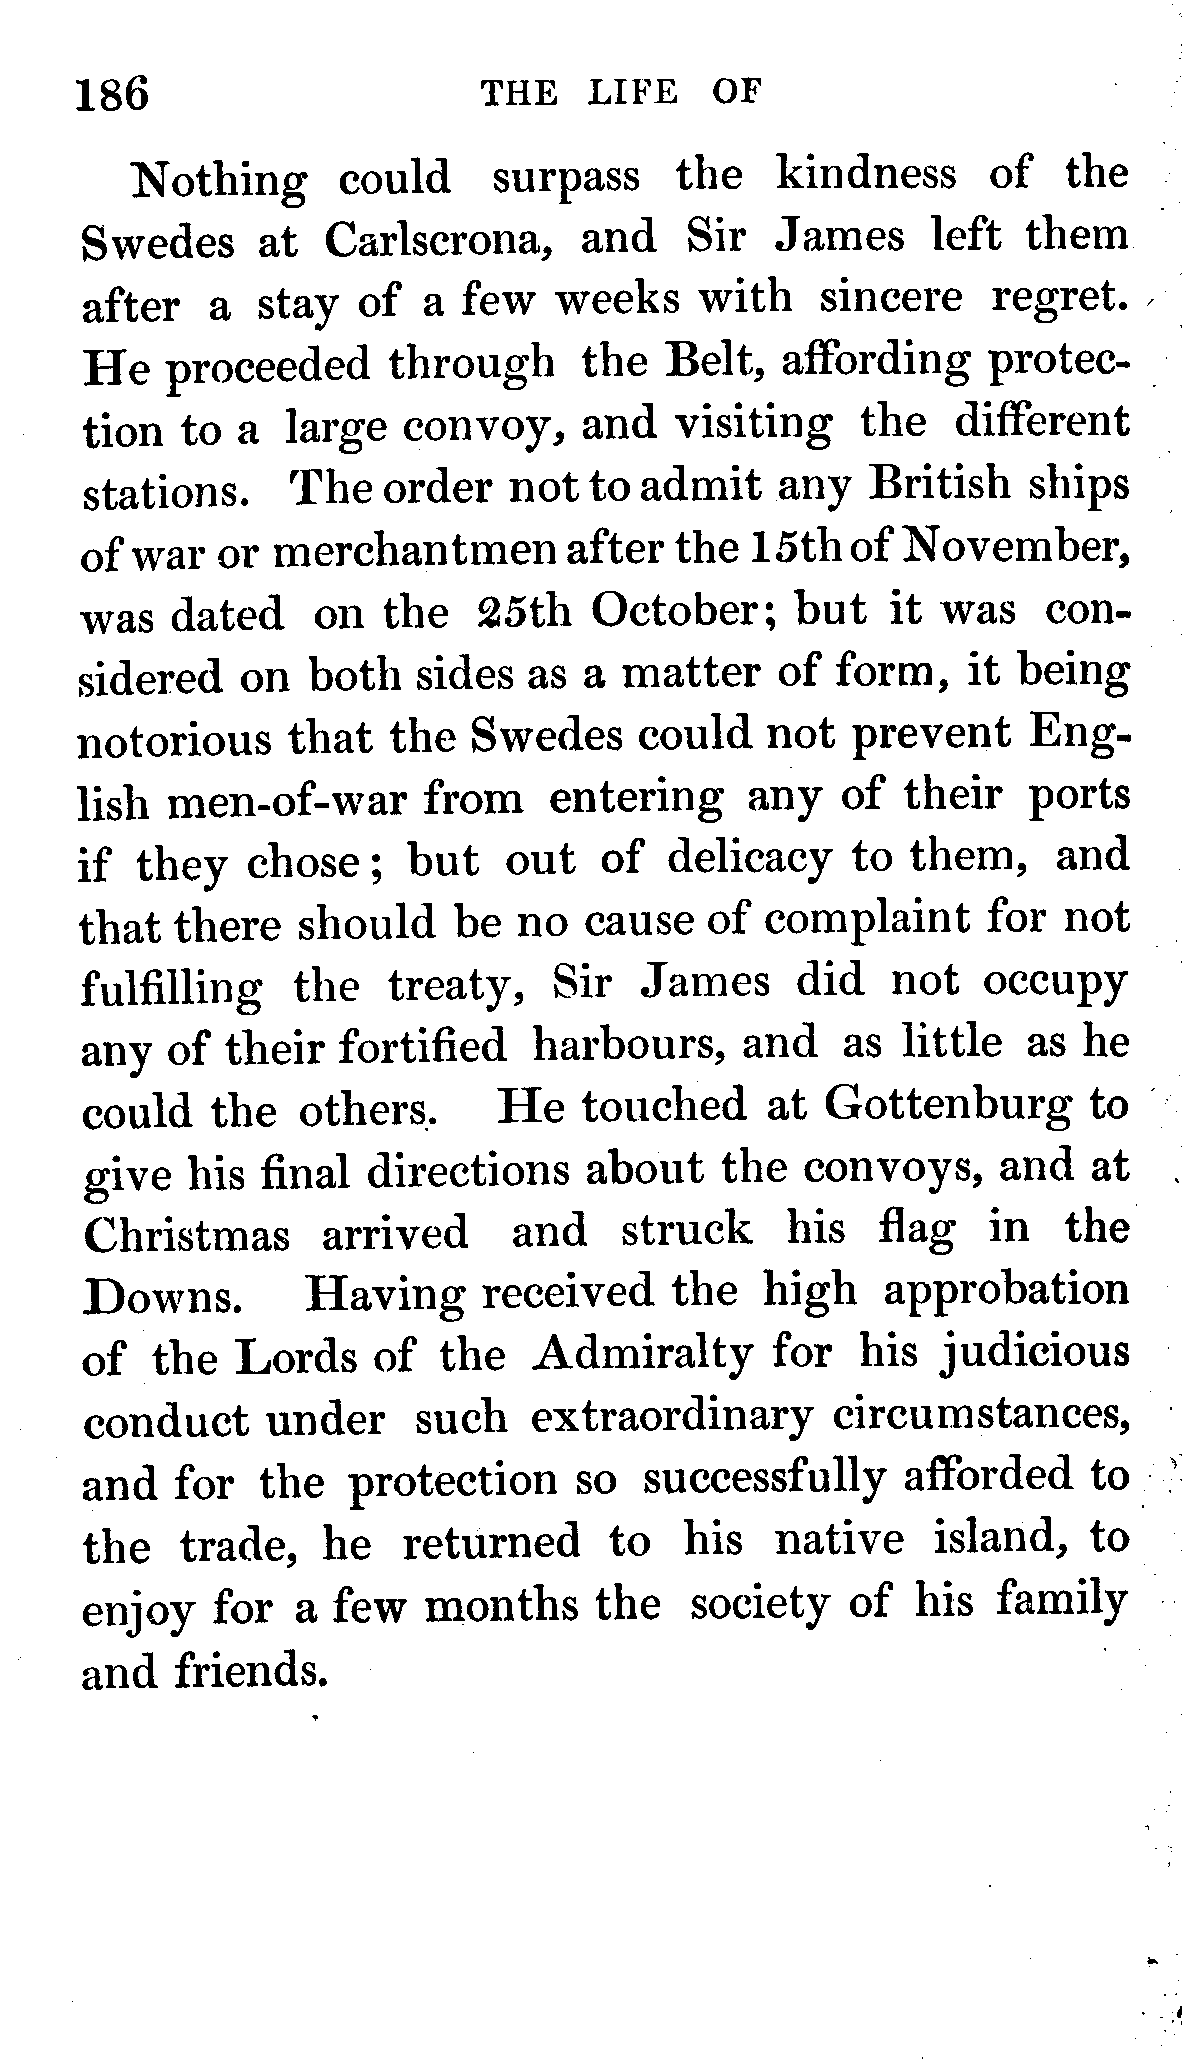 186 THE LIFE OF
Nothing could surpass the kindness of the
Swedes at Carlscrona, and Sir James left them
after a stay of a few weeks with sincere regret.
He proceeded through the Belt, affording protec-
tion to a large convoy, and visiting the different
stations. The order not to admit any British ships
of war or merchantmen after the 15th of November,
was dated on the 25th October; but it was con-
sidered on both sides as a matter of form, it being
notorious that the Swedes could not prevent Eng-
lish men-of-war from entering any of their ports
if they chose; but out of delicacy to them, and
that there should be no cause of complaint for not
fulfilling the treaty, Sir James did not occupy
any of their fortified harbours, and as little as he
could the others. He touched at Gottenburg to
give his final directions about the convoys, and at
Christmas arrived and struck his flag in the
Downs. Having received the high approbation
of the Lords of the Admiralty for his judicious
conduct under such extraordinary circumstances,
and for the protection so successfully afforded to
the trade, he returned to his native island, to
enjoy for a few months the society of his family
and friends.